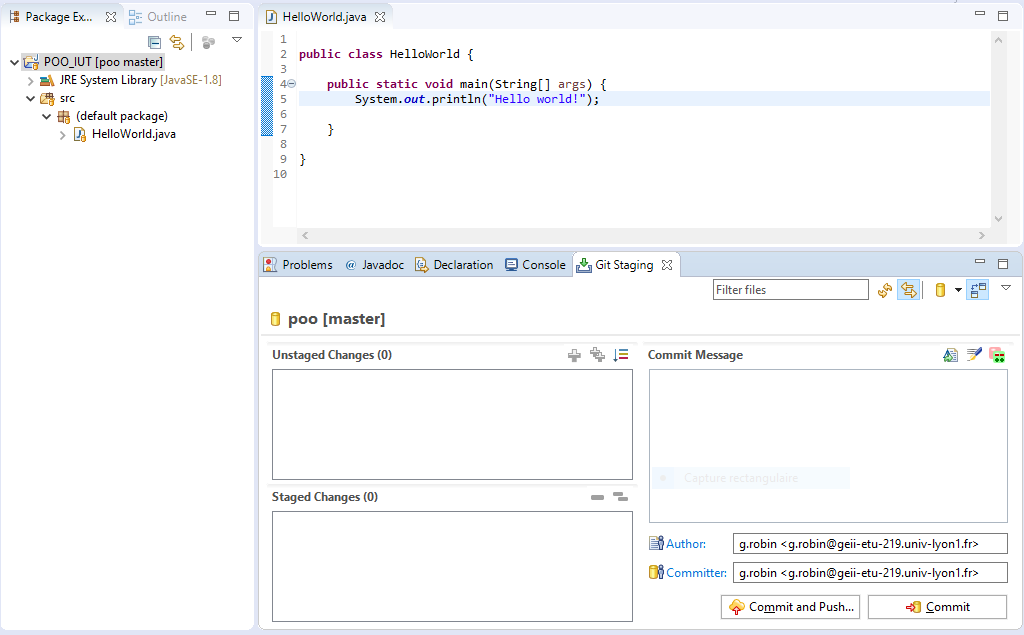 Package Ex... Outline
POO_IUT [poo master]
JRE System Library [JavaSE-1.8]
src
(default package)
HelloWorld.java
HelloWorld.java
1
2 public class HelloWorld {
3
4 public static void main(String[] args) {
5 System.out.println("Hello world!");
6
7 }
8
9 }
10
Problems @ Javadoc Declaration Console Git Staging
Filter files
poo [master]
Unstaged Changes (0)
Commit Message
Capture rectangulaire
Staged Changes (0)
Author: g.robin <g.robin@geii-etu-219.univ-lyon1.fr>
Committer: g.robin <g.robin@geii-etu-219.univ-lyon1.fr>
Commit and Push... Commit